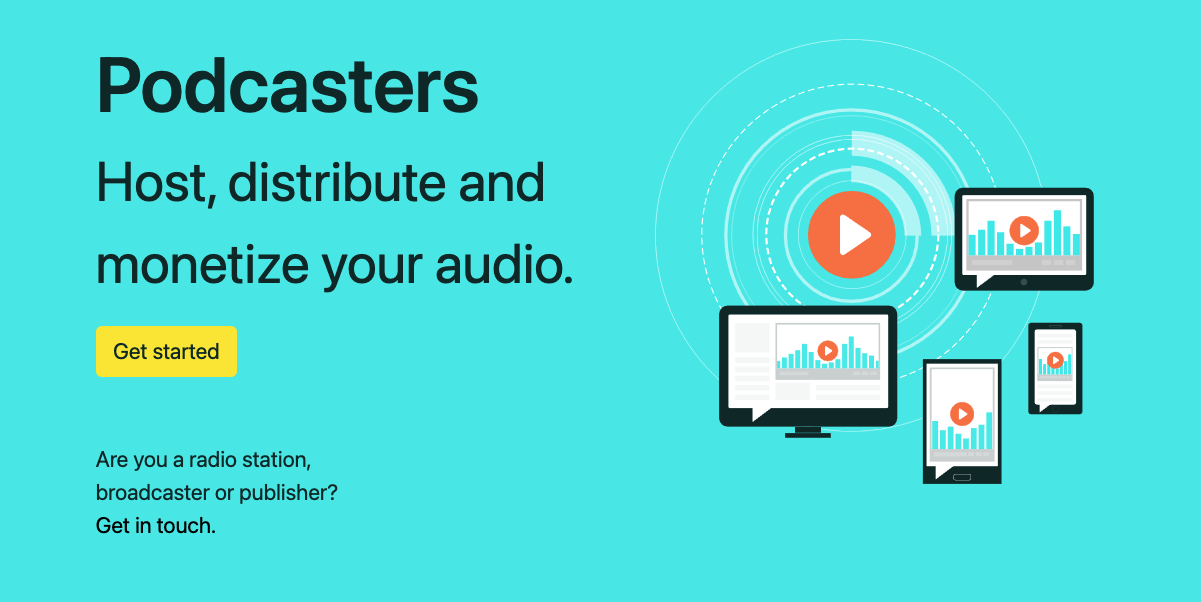 Podcasters
Host, distribute and
monetize your audio.
Get started
Are you a radio station,
broadcaster or publisher?
Get in touch.